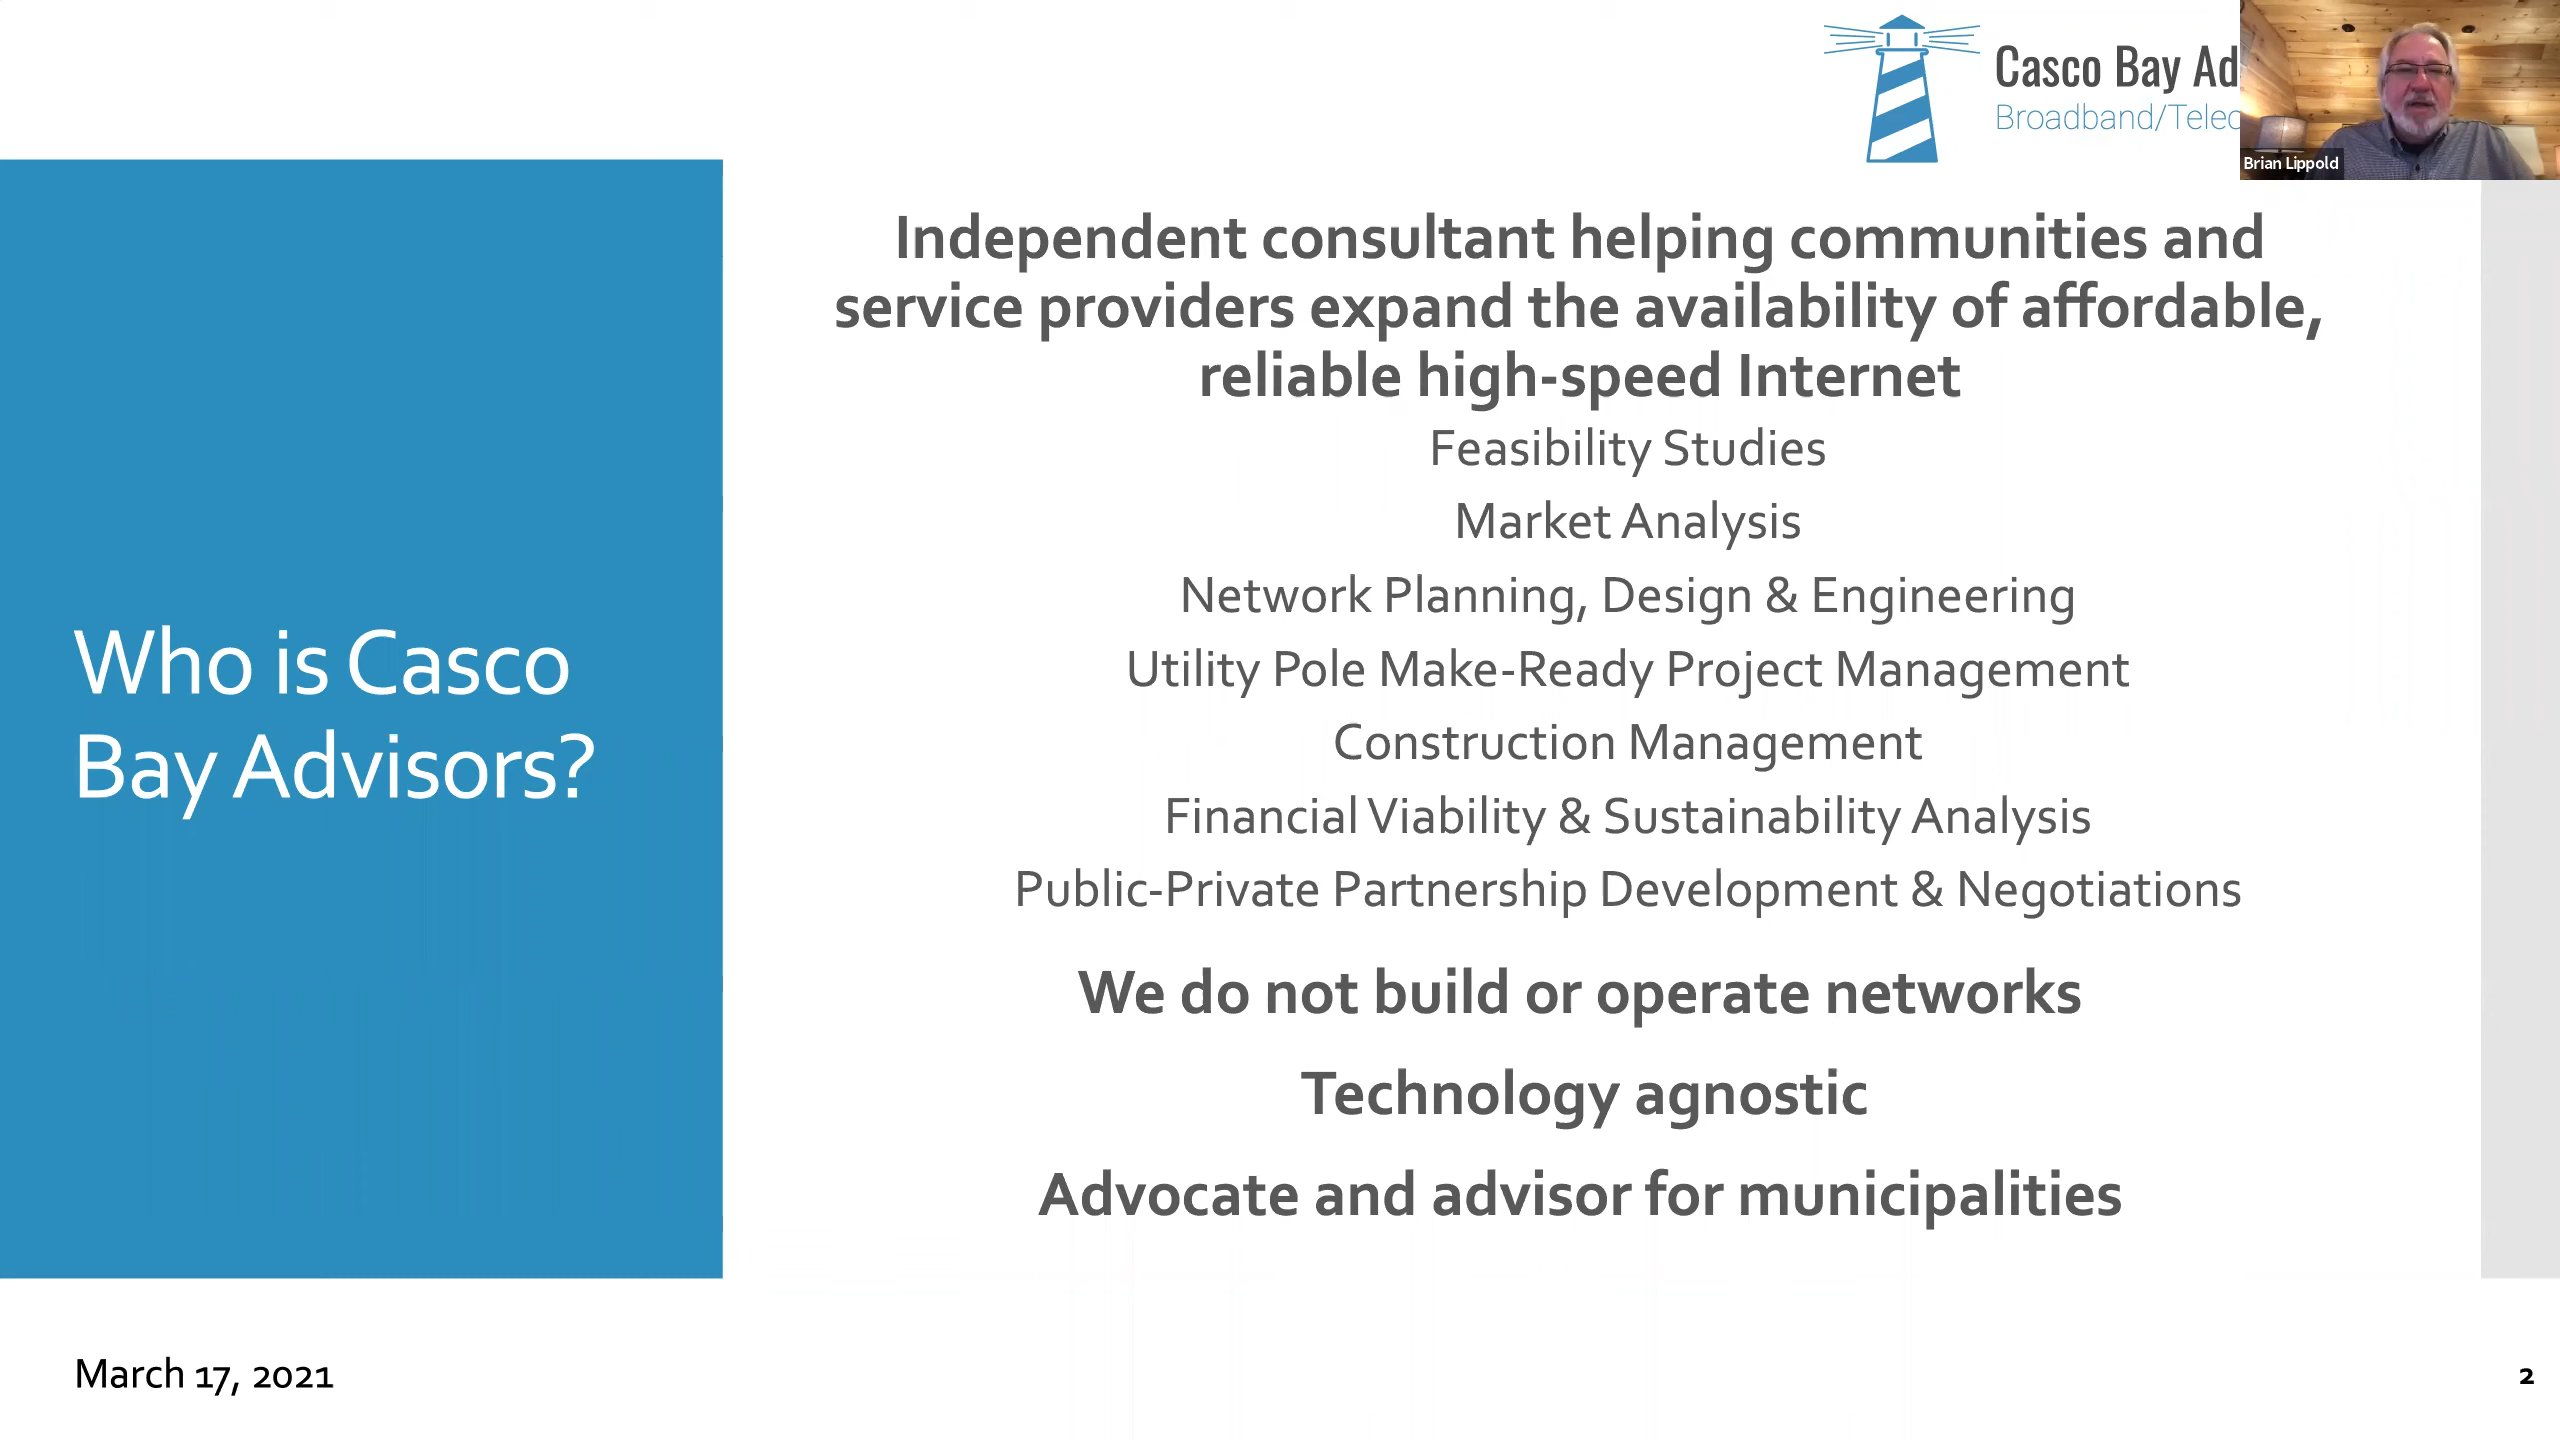 Casco Bay Ad
Broadband/Telec
Brian Lippold
Independent consultant helping communities and
service providers expand the availability of affordable,
reliable high-speed Internet
Feasibility Studies
Market Analysis
Network Planning, Design & Engineering
Utility Pole Make-Ready Project Management
Construction Management
Financial Viability & Sustainability Analysis
Public-Private Partnership Development & Negotiations
We do not build or operate networks
Technology agnostic
Advocate and advisor for municipalities
Who is Casco
Bay Advisors?
March 17, 2021
2